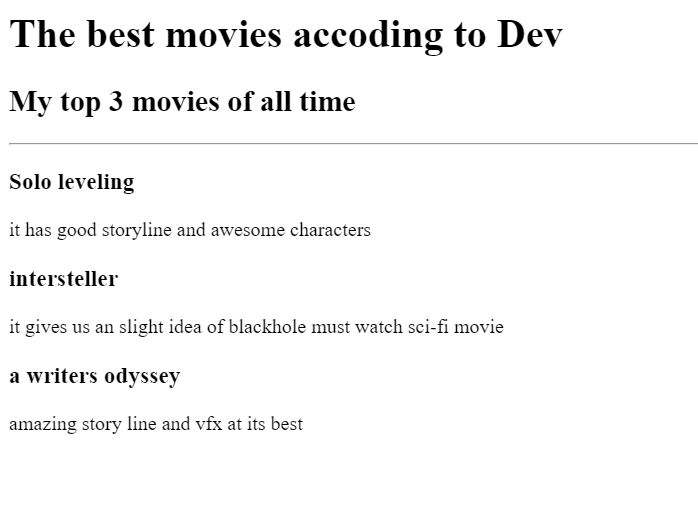 The best movies accoding to Dev
My top 3 movies of all time
Solo leveling
it has good storyline and awesome characters
intersteller
it gives us an slight idea of blackhole must watch sci-fi movie
a writers odyssey
amazing story line and vfx at its best